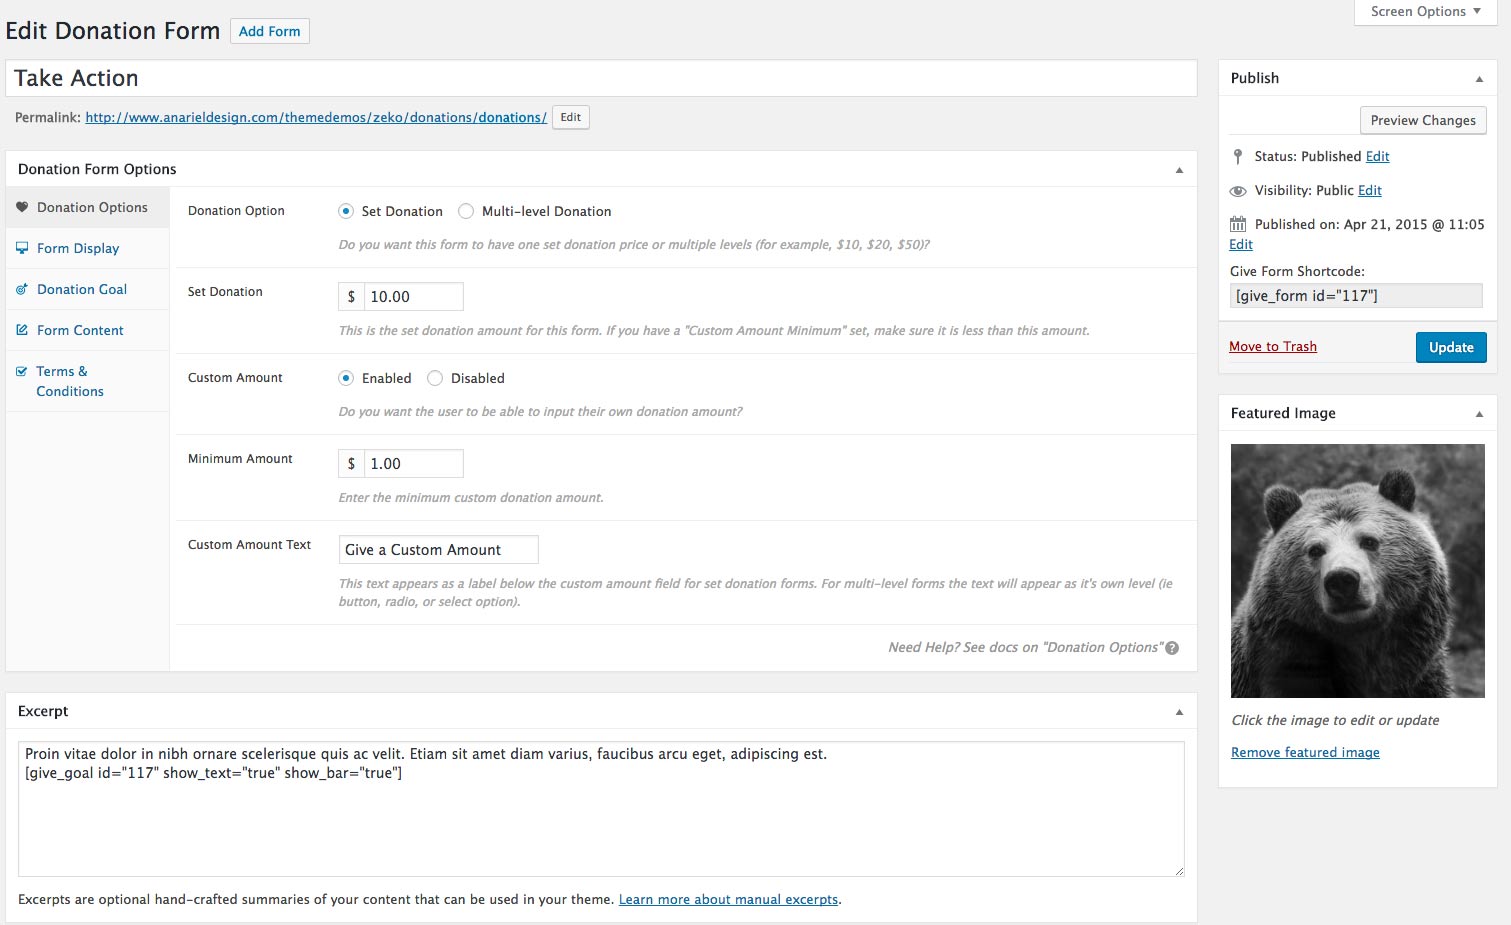 Screen Options
Edit Donation Form
Add Form
Take Action
Permalink: http://www.anarieldesign.com/themedemos/zeko/donations/donations/ Edit
Donation Form Options
Donation Options
Form Display
Donation Goal
Form Content
Terms &
Conditions
Donation Option
Set Donation
Multi-level Donation
Do you want this form to have one set donation price or multiple levels (for example, $10, $20, $50)?
Set Donation
$ 10.00
This is the set donation amount for this form. If you have a "Custom Amount Minimum" set, make sure it is less than this amount.
Custom Amount
Enabled
Disabled
Do you want the user to be able to input their own donation amount?
Minimum Amount
$ 1.00
Enter the minimum custom donation amount.
Custom Amount Text
Give a Custom Amount
This text appears as a label below the custom amount field for set donation forms. For multi-level forms the text will appear as it's own level (ie
button, radio, or select option).
Need Help? See docs on "Donation Options" ?
Excerpt
Proin vitae dolor in nibh ornare scelerisque quis ac velit. Etiam sit amet diam varius, faucibus arcu eget, adipiscing est.
[give_goal id="117" show_text="true" show_bar="true"]
Excerpts are optional hand-crafted summaries of your content that can be used in your theme. Learn more about manual excerpts.
Publish
Preview Changes
Status: Published Edit
Visibility: Public Edit
Published on: Apr 21, 2015 @ 11:05
Edit
Give Form Shortcode:
[give_form id="117"]
Move to Trash
Update
Featured Image
Click the image to edit or update
Remove featured image